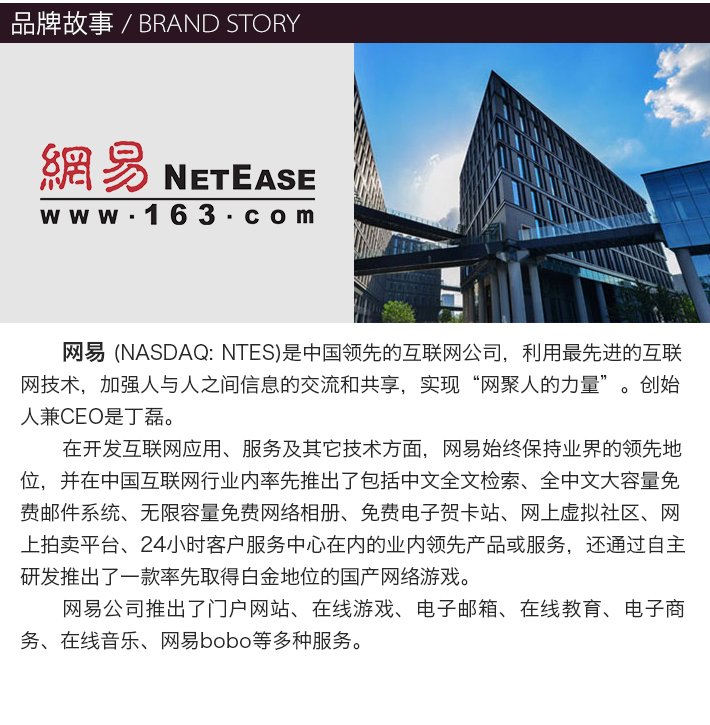 品牌故事 / BRAND STORY
網易 NETEASE
www.163.com
网易 (NASDAQ: NTES)是中国领先的互联网公司，利用最先进的互联
网技术，加强人与人之间信息的交流和共享，实现“网聚人的力量”。创始
人兼CEO是丁磊。
在开发互联网应用、服务及其它技术方面，网易始终保持业界的领先地
位，并在中国互联网行业内率先推出了包括中文全文检索、全中文大容量免
费邮件系统、无限容量免费网络相册、免费电子贺卡站、网上虚拟社区、网
上拍卖平台、24小时客户服务中心在内的业内领先产品或服务，还通过自主
研发推出了一款率先取得白金地位的国产网络游戏。
网易公司推出了门户网站、在线游戏、电子邮箱、在线教育、电子商
务、在线音乐、网易bobo等多种服务。